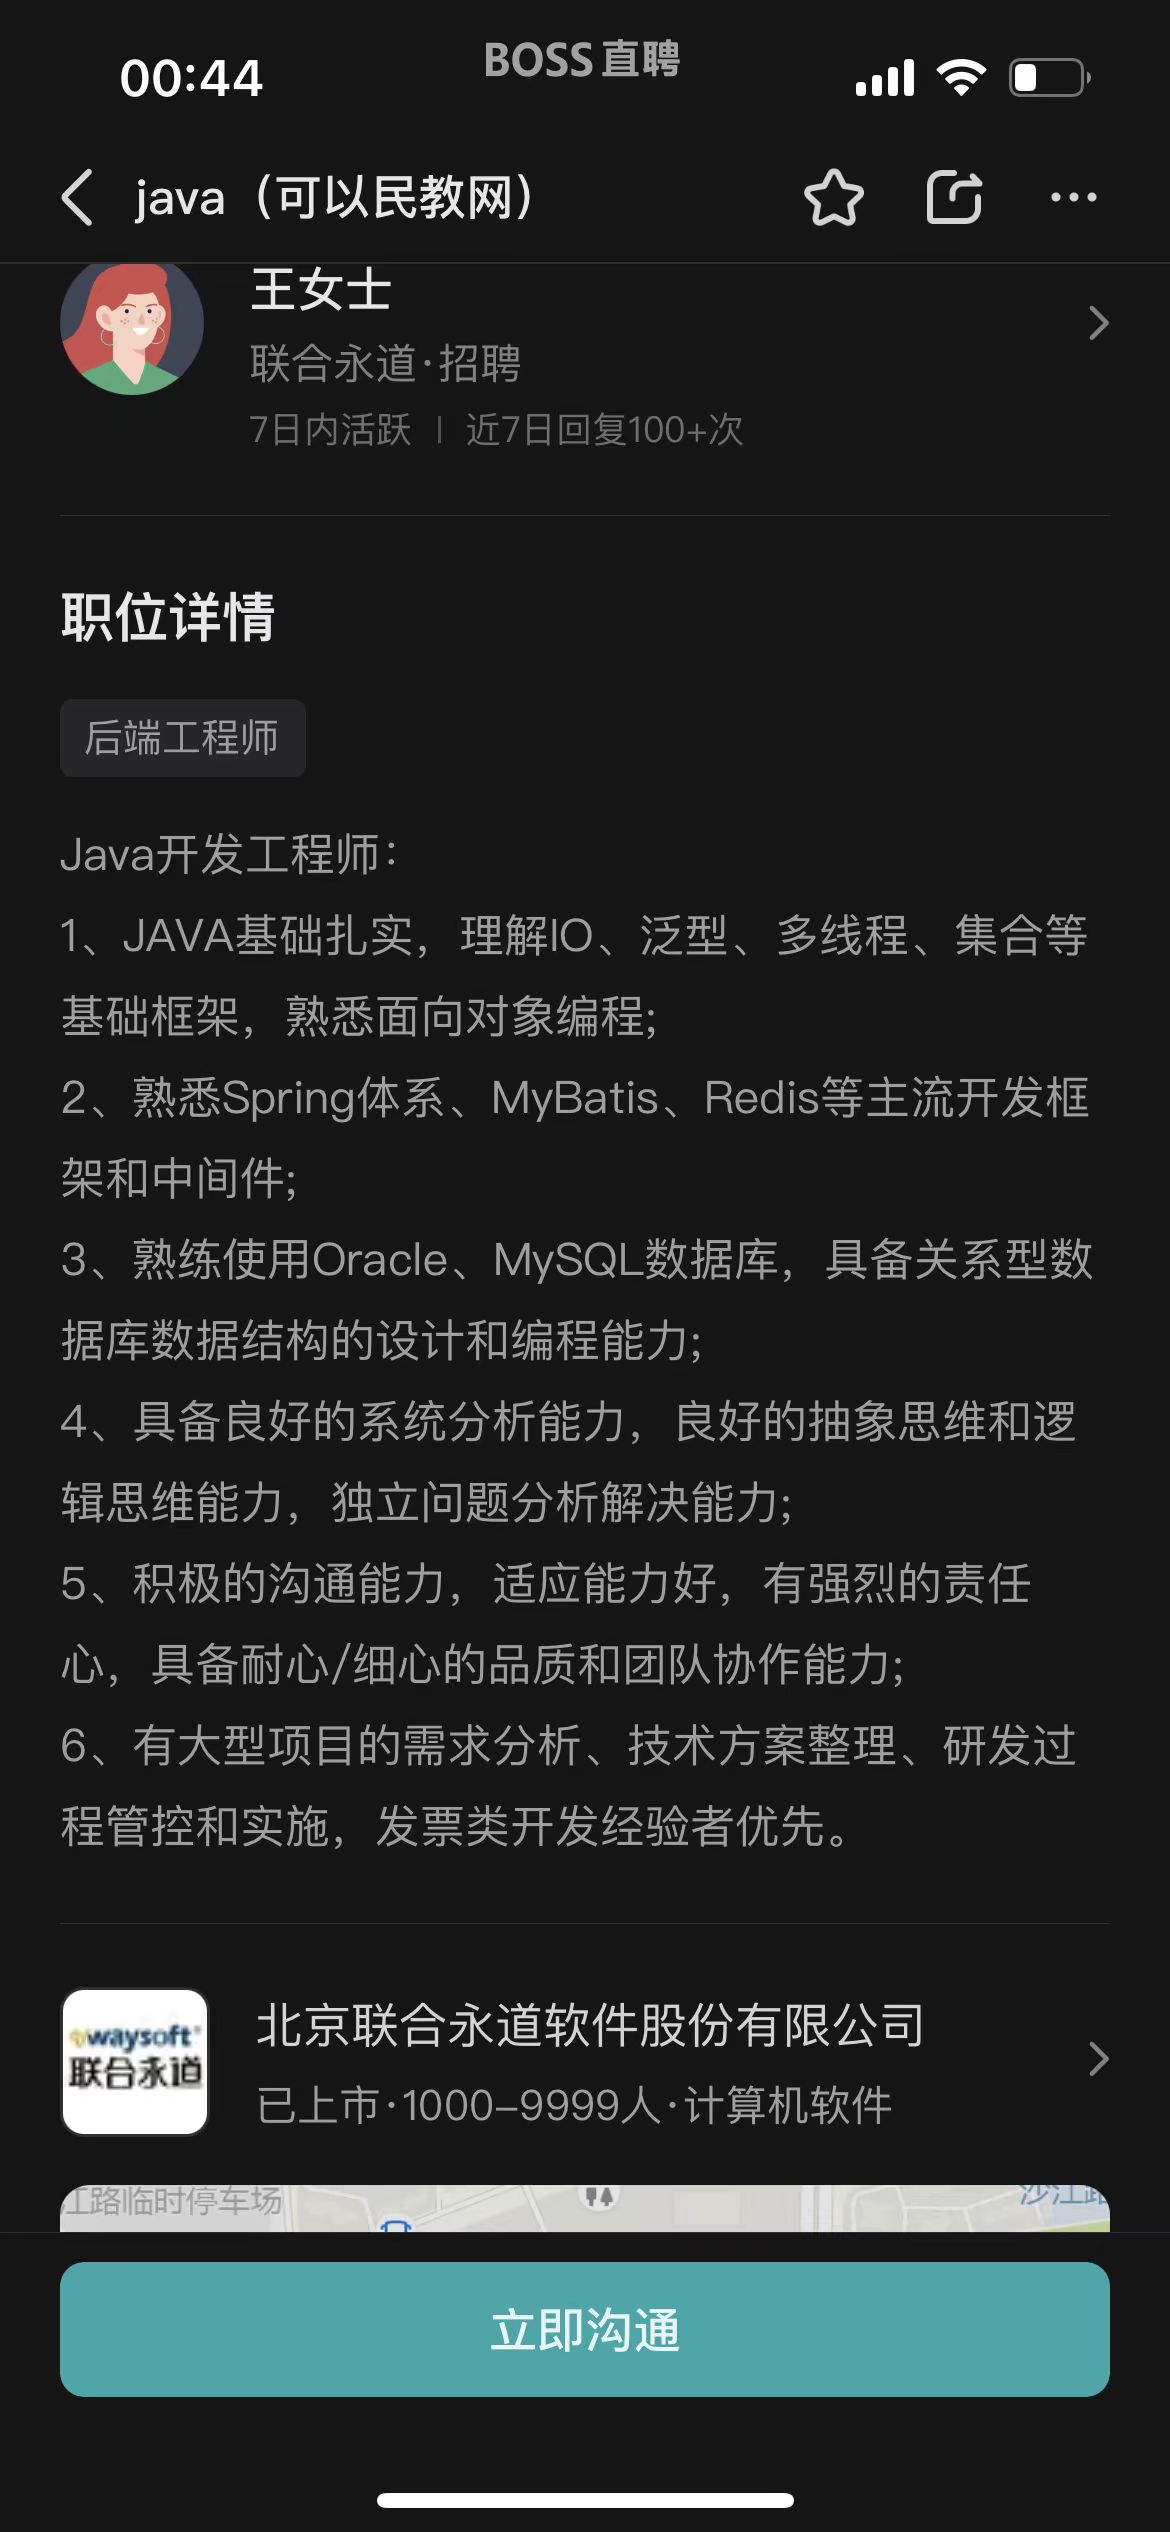 00:44
BOSS直聘
java（可以民教网）
王女士
联合永道·招聘
7日内活跃 | 近7日回复100+次
职位详情
后端工程师
Java开发工程师：
1、JAVA基础扎实，理解IO、泛型、多线程、集合等
基础框架，熟悉面向对象编程;
2、熟悉Spring体系、MyBatis、Redis等主流开发框
架和中间件;
3、熟练使用Oracle、MySQL数据库，具备关系型数
据库数据结构的设计和编程能力;
4、具备良好的系统分析能力，良好的抽象思维和逻
辑思维能力，独立问题分析解决能力;
5、积极的沟通能力，适应能力好，有强烈的责任
心，具备耐心/细心的品质和团队协作能力;
6、有大型项目的需求分析、技术方案整理、研发过
程管控和实施，发票类开发经验者优先。
waysoft
联合永道
北京联合永道软件股份有限公司
已上市·1000-9999人·计算机软件
江路临时停车场
沙江路
立即沟通